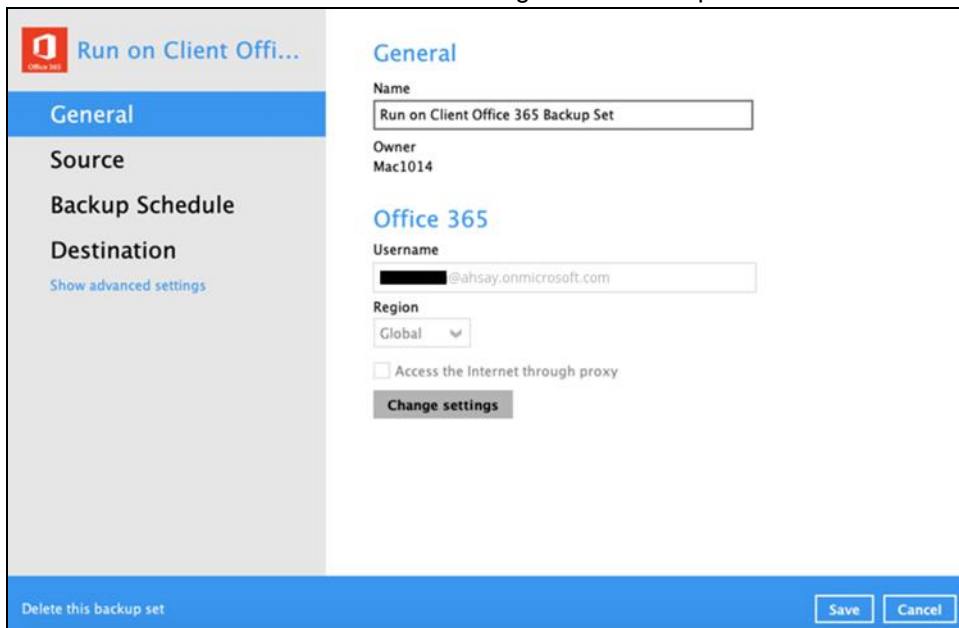 Office 365
Run on Client Offi...
General
Source
Backup Schedule
Destination
Show advanced settings
General
Name
Run on Client Office 365 Backup Set
Owner
Mac1014
Office 365
Username
@ahsay.onmicrosoft.com
Region
Global
Access the Internet through proxy
Change settings
Delete this backup set
Save
Cancel